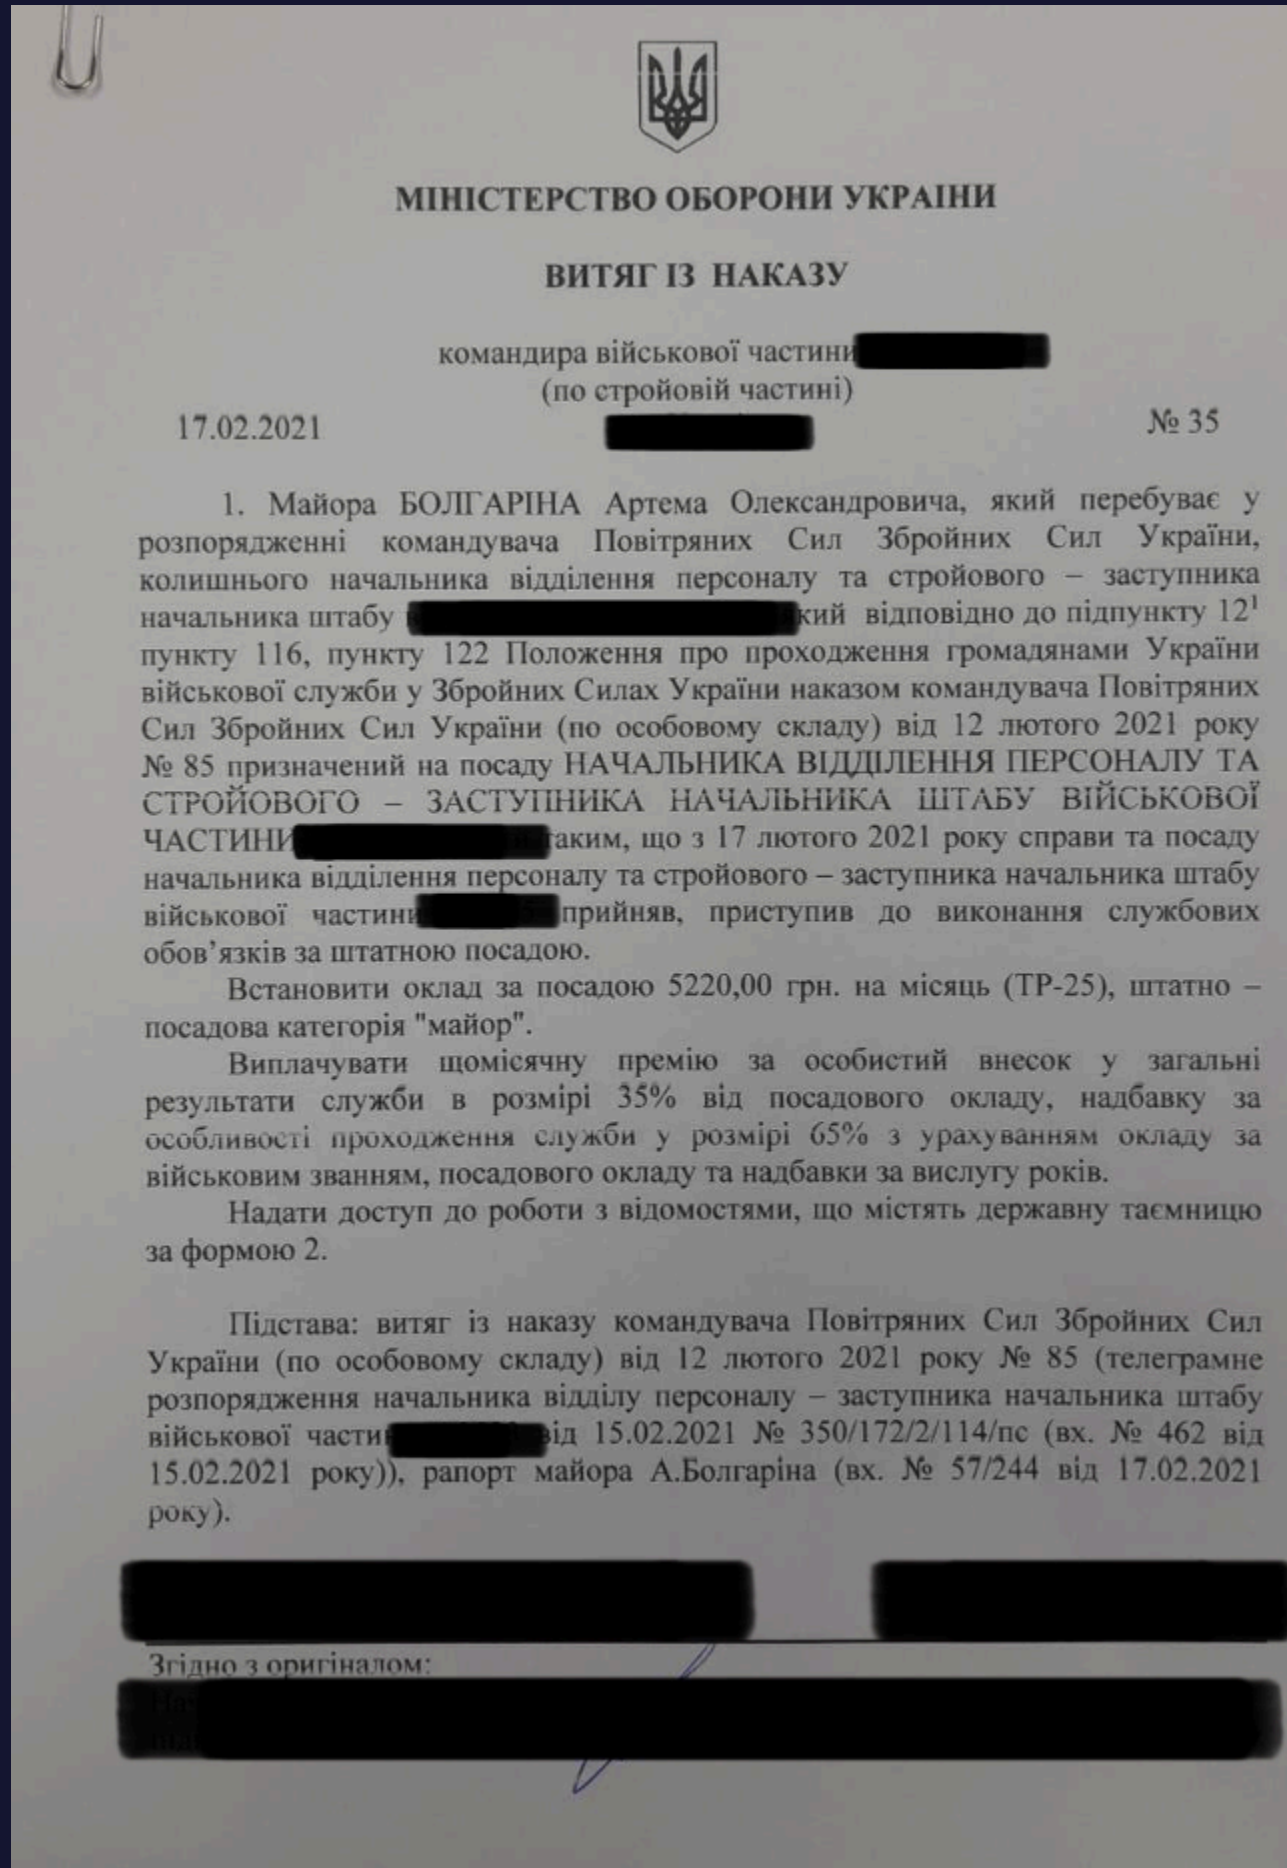 МІНІСТЕРСТВО ОБОРОНИ УКРАЇНИ
ВИТЯГ ІЗ НАКАЗУ
командира військової частини
(по стройовій частині)
17.02.2021 № 35
1. Майора БОЛГАРІНА Артема Олександровича, який перебуває у
розпорядженні командувача Повітряних Сил Збройних Сил України,
колишнього начальника відділення персоналу та стройового – заступника
начальника штабу кий відповідно до підпункту 12¹
пункту 116, пункту 122 Положення про проходження громадянами України
військової служби у Збройних Силах України наказом командувача Повітряних
Сил Збройних Сил України (по особовому складу) від 12 лютого 2021 року
№ 85 призначений на посаду НАЧАЛЬНИКА ВІДДІЛЕННЯ ПЕРСОНАЛУ ТА
СТРОЙОВОГО – ЗАСТУПНИКА НАЧАЛЬНИКА ШТАБУ ВІЙСЬКОВОЇ
ЧАСТИНИ таким, що з 17 лютого 2021 року справи та посаду
начальника відділення персоналу та стройового – заступника начальника штабу
військової частини прийняв, приступив до виконання службових
обов’язків за штатною посадою.
Встановити оклад за посадою 5220,00 грн. на місяць (ТР-25), штатно –
посадова категорія "майор".
Виплачувати щомісячну премію за особистий внесок у загальні
результати служби в розмірі 35% від посадового окладу, надбавку за
особливості проходження служби у розмірі 65% з урахуванням окладу за
військовим званням, посадового окладу та надбавки за вислугу років.
Надати доступ до роботи з відомостями, що містять державну таємницю
за формою 2.
Підстава: витяг із наказу командувача Повітряних Сил Збройних Сил
України (по особовому складу) від 12 лютого 2021 року № 85 (телеграмне
розпорядження начальника відділу персоналу – заступника начальника штабу
військової части від 15.02.2021 № 350/172/2/114/пс (вх. № 462 від
15.02.2021 року)), рапорт майора А.Болгаріна (вх. № 57/244 від 17.02.2021
року).
Згідно з оригіналом: